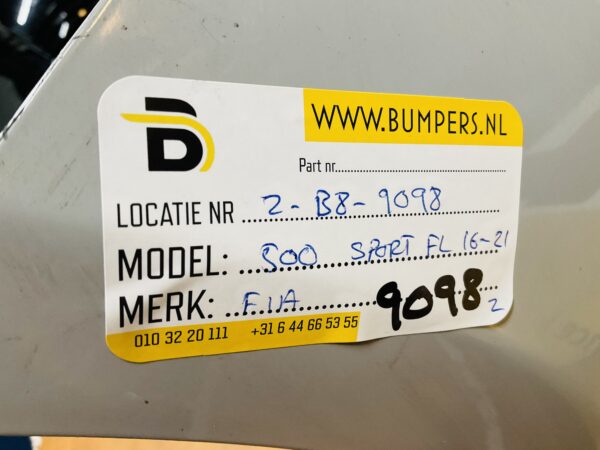 WWW.BUMPERS.NL
Part nr..........................................
LOCATIE NR 2-B8-9098
MODEL: 500 SPORT FL 16-21
MERK: FIIA 9098 2
010 32 20 111 +31 6 44 66 53 55